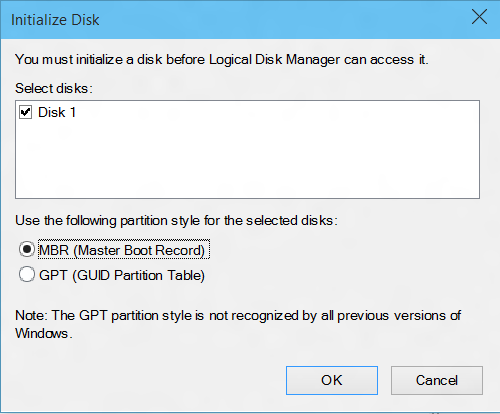 Initialize Disk
You must initialize a disk before Logical Disk Manager can access it.
Select disks:
Disk 1
Use the following partition style for the selected disks:
MBR (Master Boot Record)
GPT (GUID Partition Table)
Note: The GPT partition style is not recognized by all previous versions of
Windows.
OK
Cancel